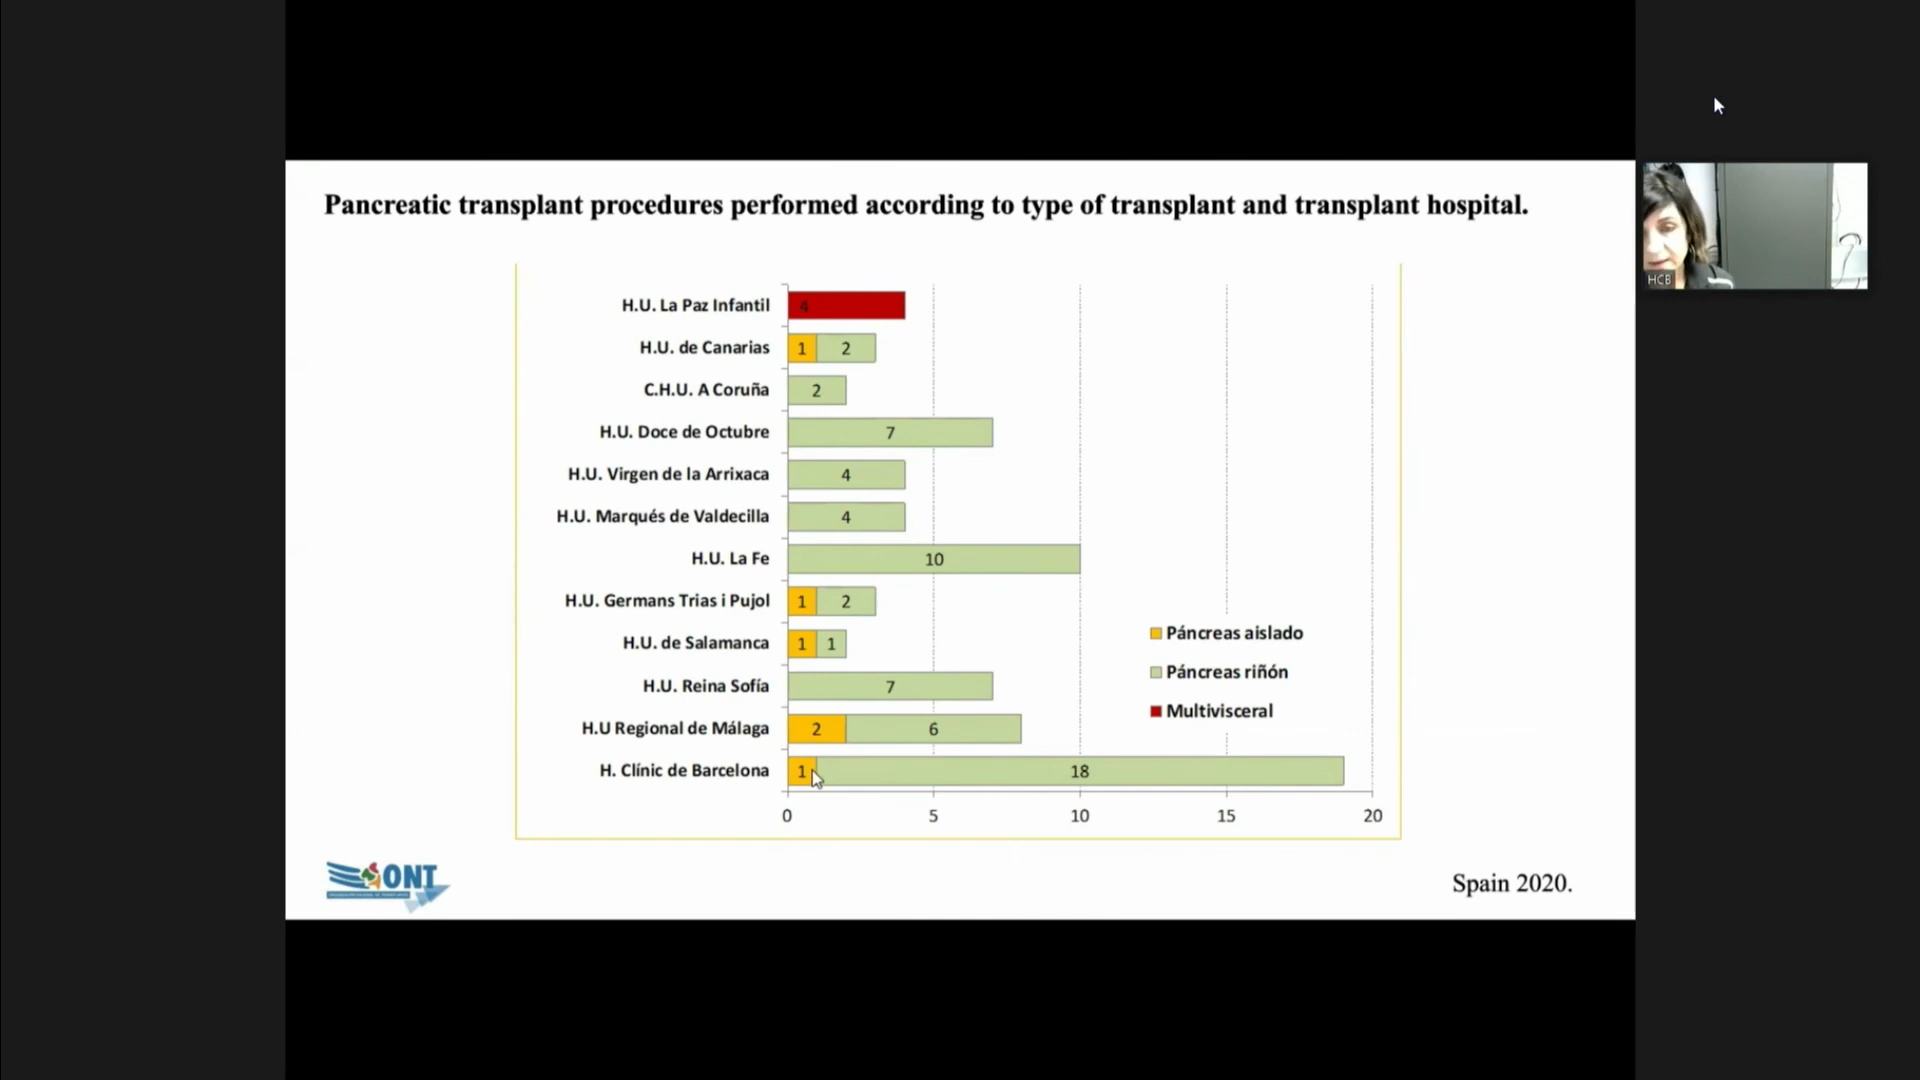 Pancreatic transplant procedures performed according to type of transplant and transplant hospital.
HCB
H.U. La Paz Infantil 4
H.U. de Canarias 1 2
C.H.U. A Coruña 2
H.U. Doce de Octubre 7
H.U. Virgen de la Arrixaca 4
H.U. Marqués de Valdecilla 4
H.U. La Fe 10
H.U. Germans Trias i Pujol 1 2
H.U. de Salamanca 1 1
H.U. Reina Sofía 7
H.U Regional de Málaga 2 6
H. Clínic de Barcelona 1 18
Páncreas aislado
Páncreas riñón
Multivisceral
0 5 10 15 20
ONT
Spain 2020.